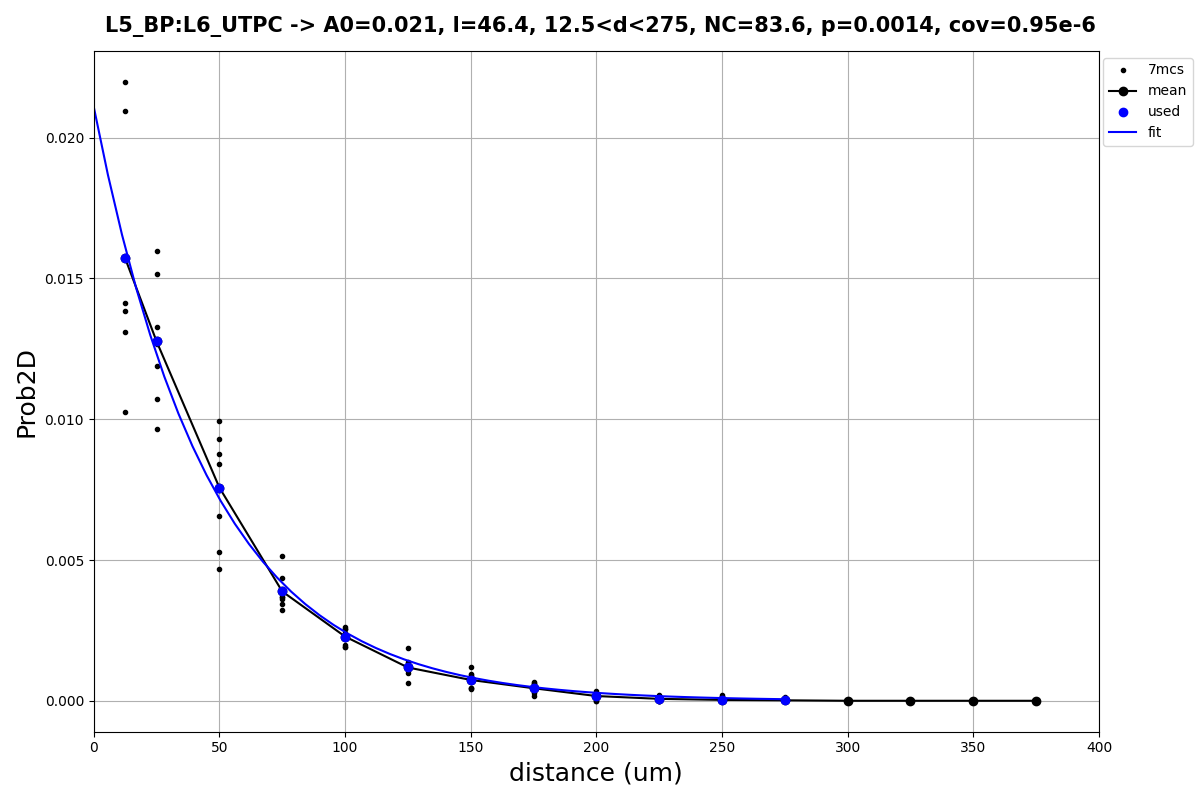 L5_BP:L6_UTPC -> A0=0.021, l=46.4, 12.5<d<275, NC=83.6, p=0.0014, cov=0.95e-6
7mcs
mean
used
fit
0.020
0.015
0.010
0.005
0.000
Prob2D
0 50 100 150 200 250 300 350 400
distance (um)